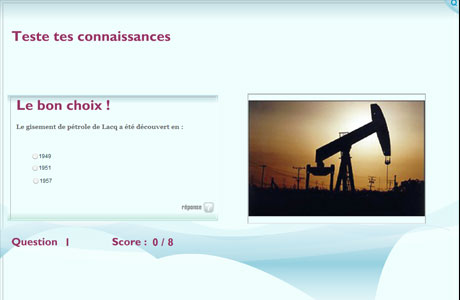 Teste tes connaissances
Le bon choix !
Le gisement de pétrole de Lacq a été découvert en :
1949
1951
1957
réponse ?
Question 1
Score : 0 / 8